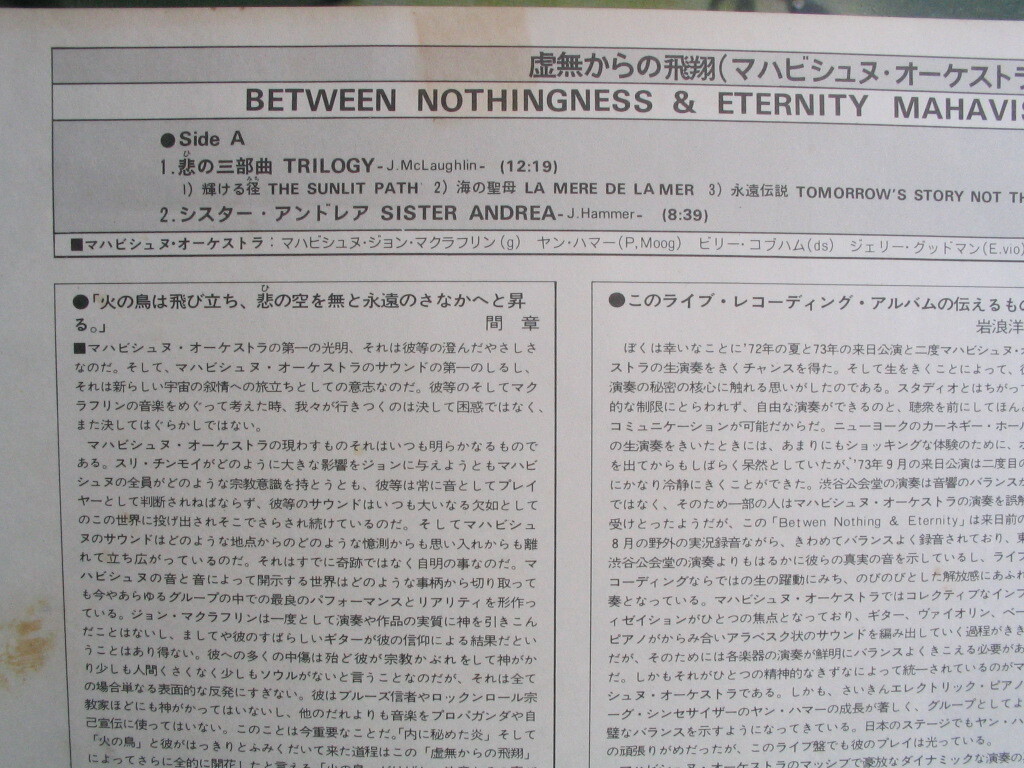 虚無からの飛翔(マハビシュヌ・オーケストラ
BETWEEN NOTHINGNESS & ETERNITY MAHAVIS
●Side A
1.悲の三部曲 TRILOGY-J.McLaughlin- (12:19)
1) 輝ける径 THE SUNLIT PATH 2) 海の聖母 LA MERE DE LA MER 3) 永遠伝説 TOMORROW'S STORY NOT TH
2.シスター・アンドレア SISTER ANDREA-J.Hammer- (8:39)
■マハビシュヌ・オーケストラ:マハビシュヌ・ジョン・マクラフリン(g) ヤン・ハマー(P,Moog) ビリー・コブハム(ds) ジェリー・グッドマン(E.vio)
●「火の鳥は飛び立ち、悲の空を無と永遠のさなかへと昇
る。」 間 章
■マハビシュヌ・オーケストラの第一の光明、それは彼等の澄んだやさしさ
なのだ。そして、マハビシュヌ・オーケストラのサウンドの第一のしるし、
それは新らしい宇宙の叙情への旅立ちとしての意志なのだ。彼等のそしてマク
ラフリンの音楽をめぐって考えた時、我々が行きつくのは決して困惑ではなく、
また決してはぐらかしではない。
マハビシュヌ・オーケストラの現わすものそれはいつも明らかなるものであ
る。スリ・チンモイがどのように大きな影響をジョンに与えようともマハビ
シュヌの全員がどのような宗教意識を持とうとも、彼等は常に音としてプレイ
ヤーとして判断されねばならず、彼等のサウンドはいつも大いなる欠如として
のこの世界に投げ出されそこでさらされ続けているのだ。そしてマハビシュ
ヌのサウンドはどのような地点からのどのような憶測からも思い入れからも離
れて立ち広がっているのだ。それはすでに奇跡ではなく自明の事なのだ。マ
ハビシュヌの音と音によって開示する世界はどのような事柄から切り取って
も今やあらゆるグループの中での最良のパフォーマンスとリアリティを形作っ
ている。ジョン・マクラフリンは一度として演奏や作品の実質に神を引きこん
だことはないし、ましてや彼のすばらしいギターが彼の信仰による結果だとい
うことはあり得ない。彼への多くの中傷は殆ど彼が宗教かぶれをして神がか
り少しも人間くさくなく少しもソウルがないと言うことなのだが、それは全て
の場合単なる表面的な反発にすぎない。彼はブルーズ信者やロックンロール宗
教家ほどにも神がかってはいないし、他のだれよりも音楽をプロパガンダや自
己宣伝に使ってはいない。このことは今重要なことだ。「内に秘めた炎」そして
「火の鳥」と彼がはっきりとふみくだいて来た道程はこの「虚無からの飛翔」
によってさらに全的に開花したと言える
●このライブ・レコーディング・アルバムの伝えるもの
岩浪洋
ぼくは幸いなことに'72年の夏と73年の来日公演と二度マハビシュヌ・オ
ストラの生演奏をきくチャンスを得た。そして生をきくことによって、彼
演奏の秘密の核心に触れる思いがしたのである。スタディオとはちがって
的な制限にとらわれず、自由な演奏ができるのと、聴衆を前にしてほん
コミュニケーションが可能だからだ。ニューヨークのカーネギー・ホール
の生演奏をきいたときには、あまりにもショッキングな体験のために、ホ
を出てからもしばらく呆然としていたが、'73年9月の来日公演は二度目の
にかなり冷静にきくことができた。渋谷公会堂の演奏は音響のバランスが
ではなく、そのため一部の人はマハビシュヌ・オーケストラの演奏を誤解
受けとったようだが、この「Betwen Nothing & Eternity」は来日前の
8月の野外の実況録音ながら、きわめてバランスよく録音されており、東
渋谷公会堂の演奏よりもはるかに彼らの真実の音を示しているし、ライブ
コーディングならではの生の躍動にみち、のびのびとした解放感にあふれ
奏となっている。マハビシュヌ・オーケストラではコレクティブなインプ
ィゼイションがひとつの焦点となっており、ギター、ヴァイオリン、ベー
ピアノがからみ合いアラベスク状のサウンドを編み出していく過程がきき
だが、そのためには各楽器の演奏が鮮明にバランスよくきこえる必要があ
だ。しかもそれがひとつの精神的なきずなによって統一されているのがマ
シュヌ・オーケストラである。しかも、さいきんエレクトリック・ピアノ
ーグ・シンセサイザーのヤン・ハマーの成長が著しく、グループとしてよ
璧なバランスを示すようになってきている。日本のステージでもヤン・ハ
の頑張りがめだったが、このライブ盤でも彼のプレイは光っている。
マハビシュヌ・オーケストラのマッシブで豪放なダイナミックな演奏の